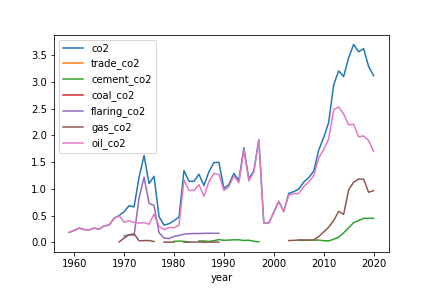 3.5
3.0
2.5
2.0
1.5
1.0
0.5
0.0
co2
trade_co2
cement_co2
coal_co2
flaring_co2
gas_co2
oil_co2
1960 1970 1980 1990 2000 2010 2020
year